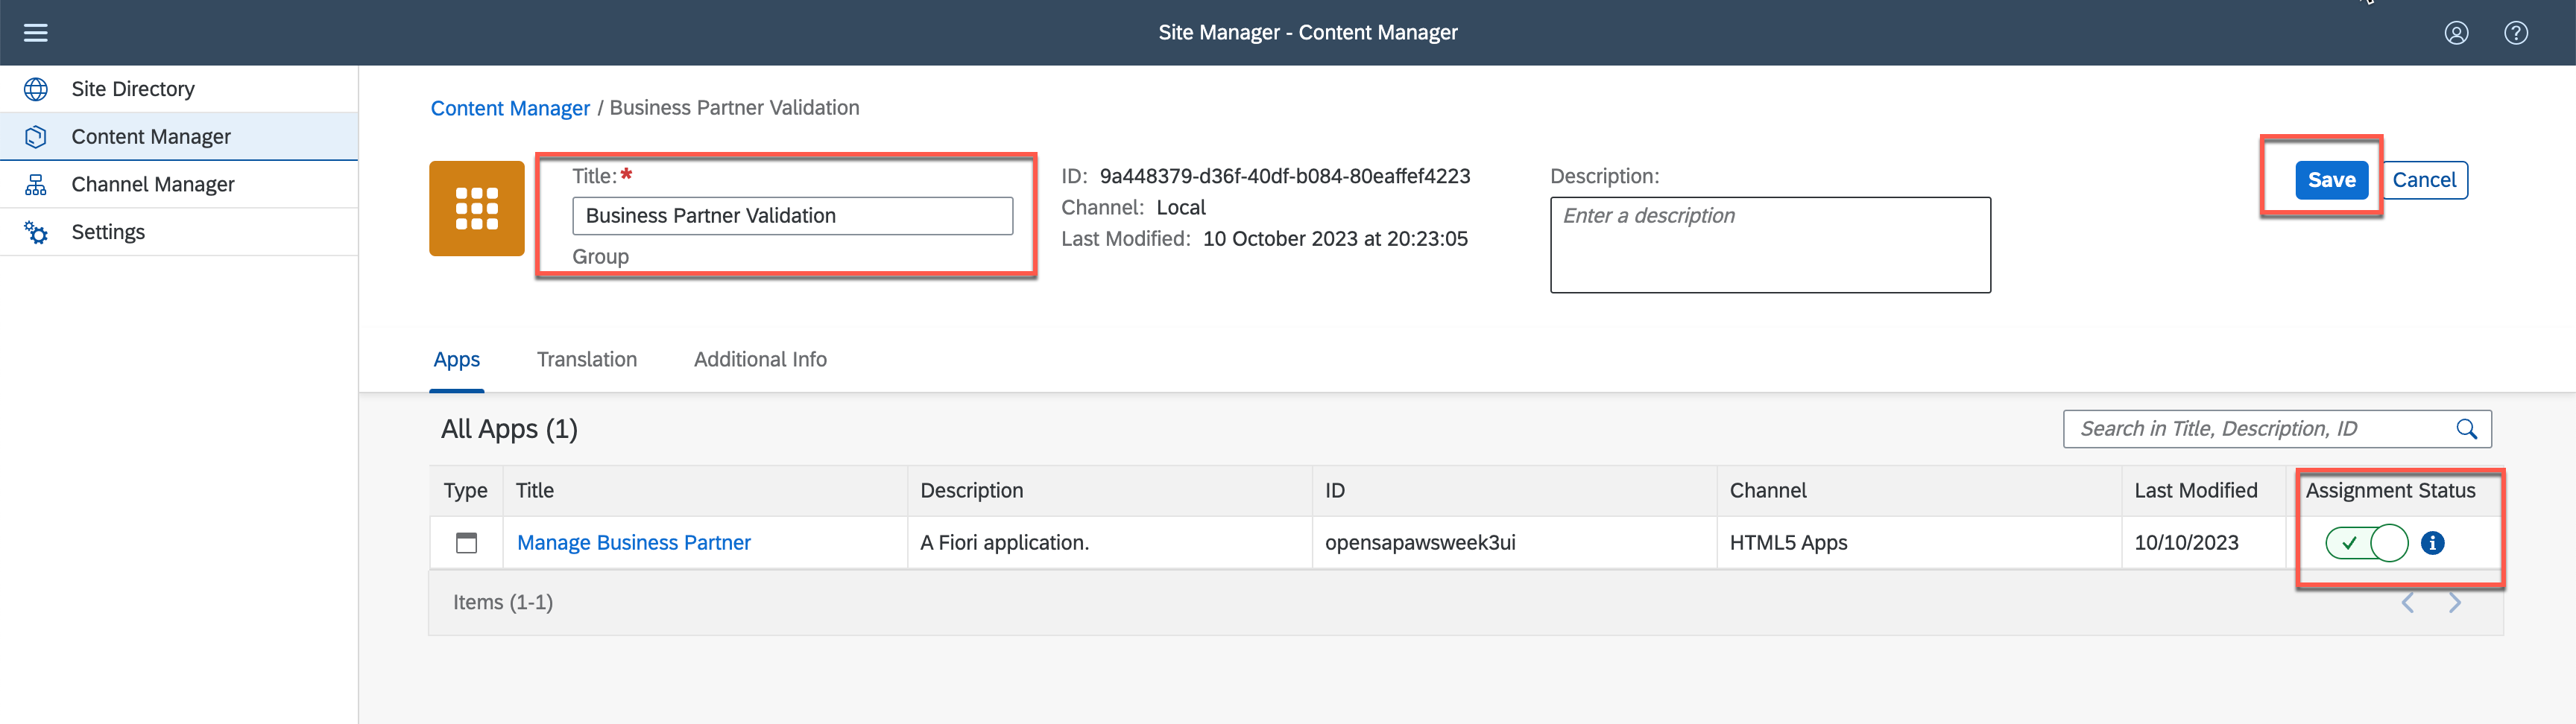 Site Manager - Content Manager
Site Directory
Content Manager
Channel Manager
Settings
Content Manager / Business Partner Validation
Title:*
Business Partner Validation
Group
ID: 9a448379-d36f-40df-b084-80eaffef4223
Channel: Local
Last Modified: 10 October 2023 at 20:23:05
Description:
Enter a description
Save Cancel
Apps Translation Additional Info
All Apps (1)
Search in Title, Description, ID
Type Title Description ID Channel Last Modified Assignment Status
Manage Business Partner A Fiori application. opensapawsweek3ui HTML5 Apps 10/10/2023
Items (1-1)